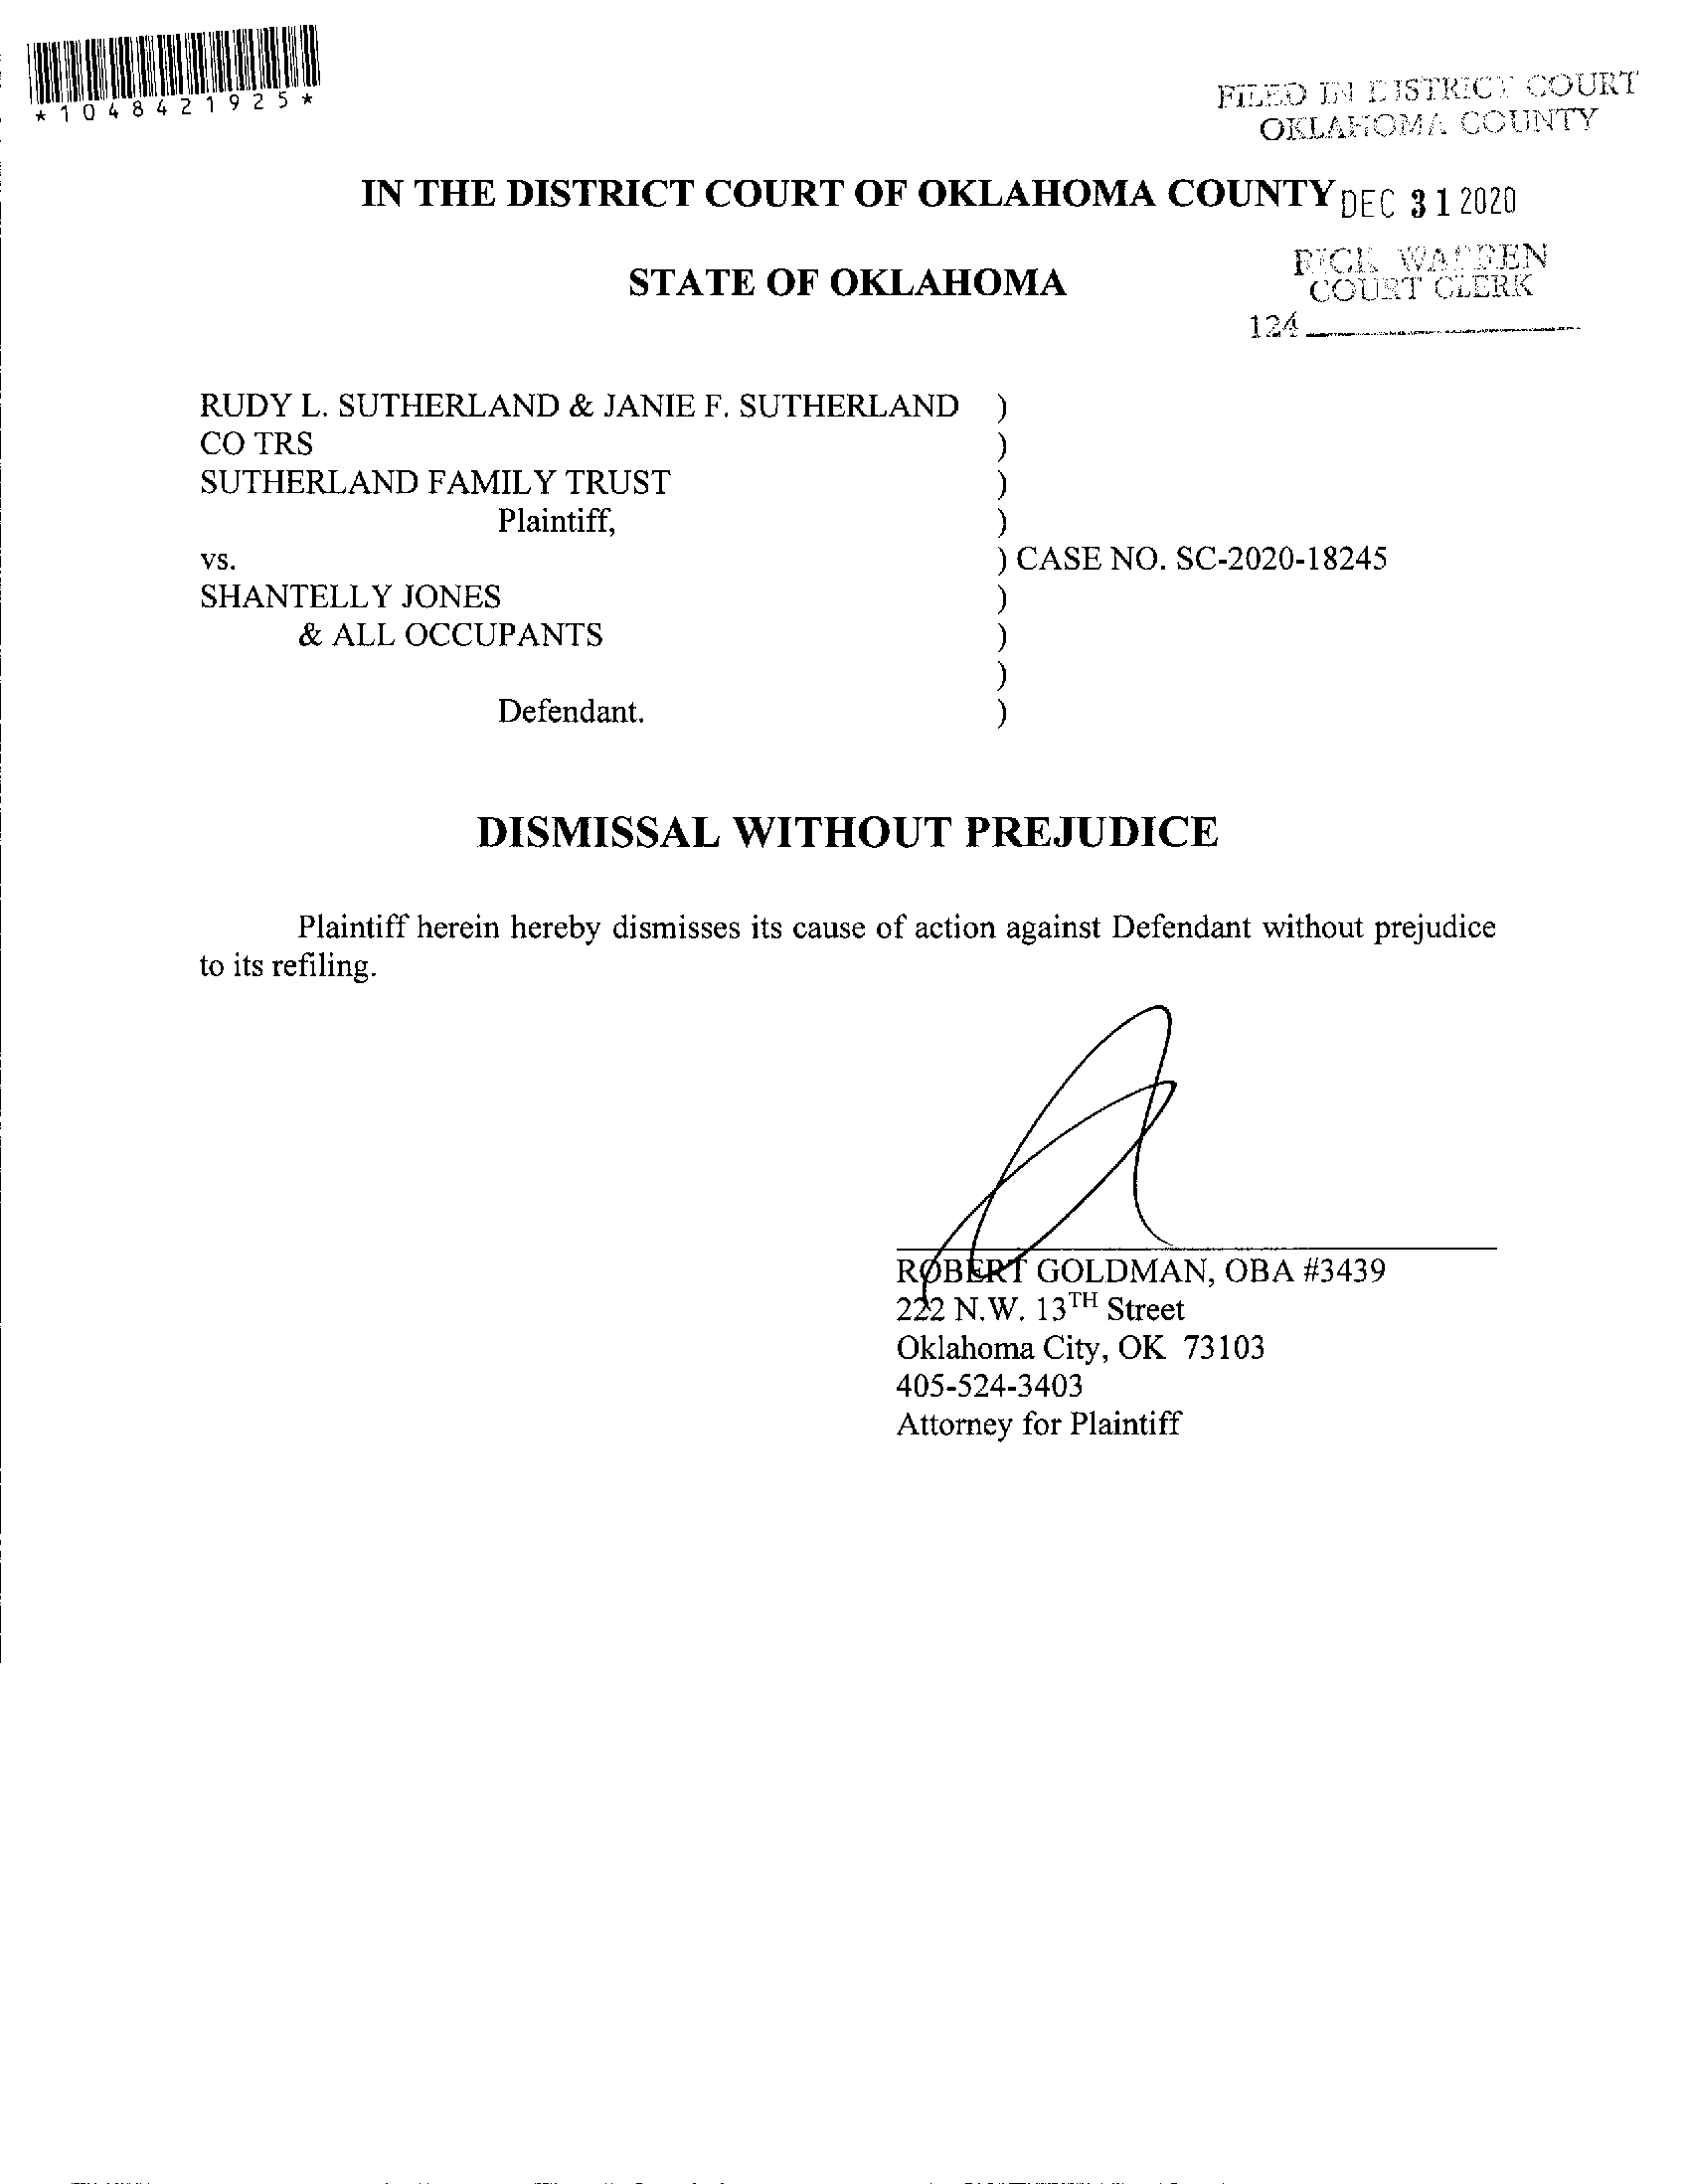 *1048421925*
FILED IN DISTRICT COURT
OKLAHOMA COUNTY
IN THE DISTRICT COURT OF OKLAHOMA COUNTY DEC 31 2020
STATE OF OKLAHOMA
RICK WARREN
COURT CLERK
124
RUDY L. SUTHERLAND & JANIE F. SUTHERLAND )
CO TRS )
SUTHERLAND FAMILY TRUST )
Plaintiff, )
vs. ) CASE NO. SC-2020-18245
SHANTELLY JONES )
& ALL OCCUPANTS )
)
Defendant. )
DISMISSAL WITHOUT PREJUDICE
Plaintiff herein hereby dismisses its cause of action against Defendant without prejudice
to its refiling.
ROBERT GOLDMAN, OBA #3439
222 N.W. 13TH Street
Oklahoma City, OK 73103
405-524-3403
Attorney for Plaintiff